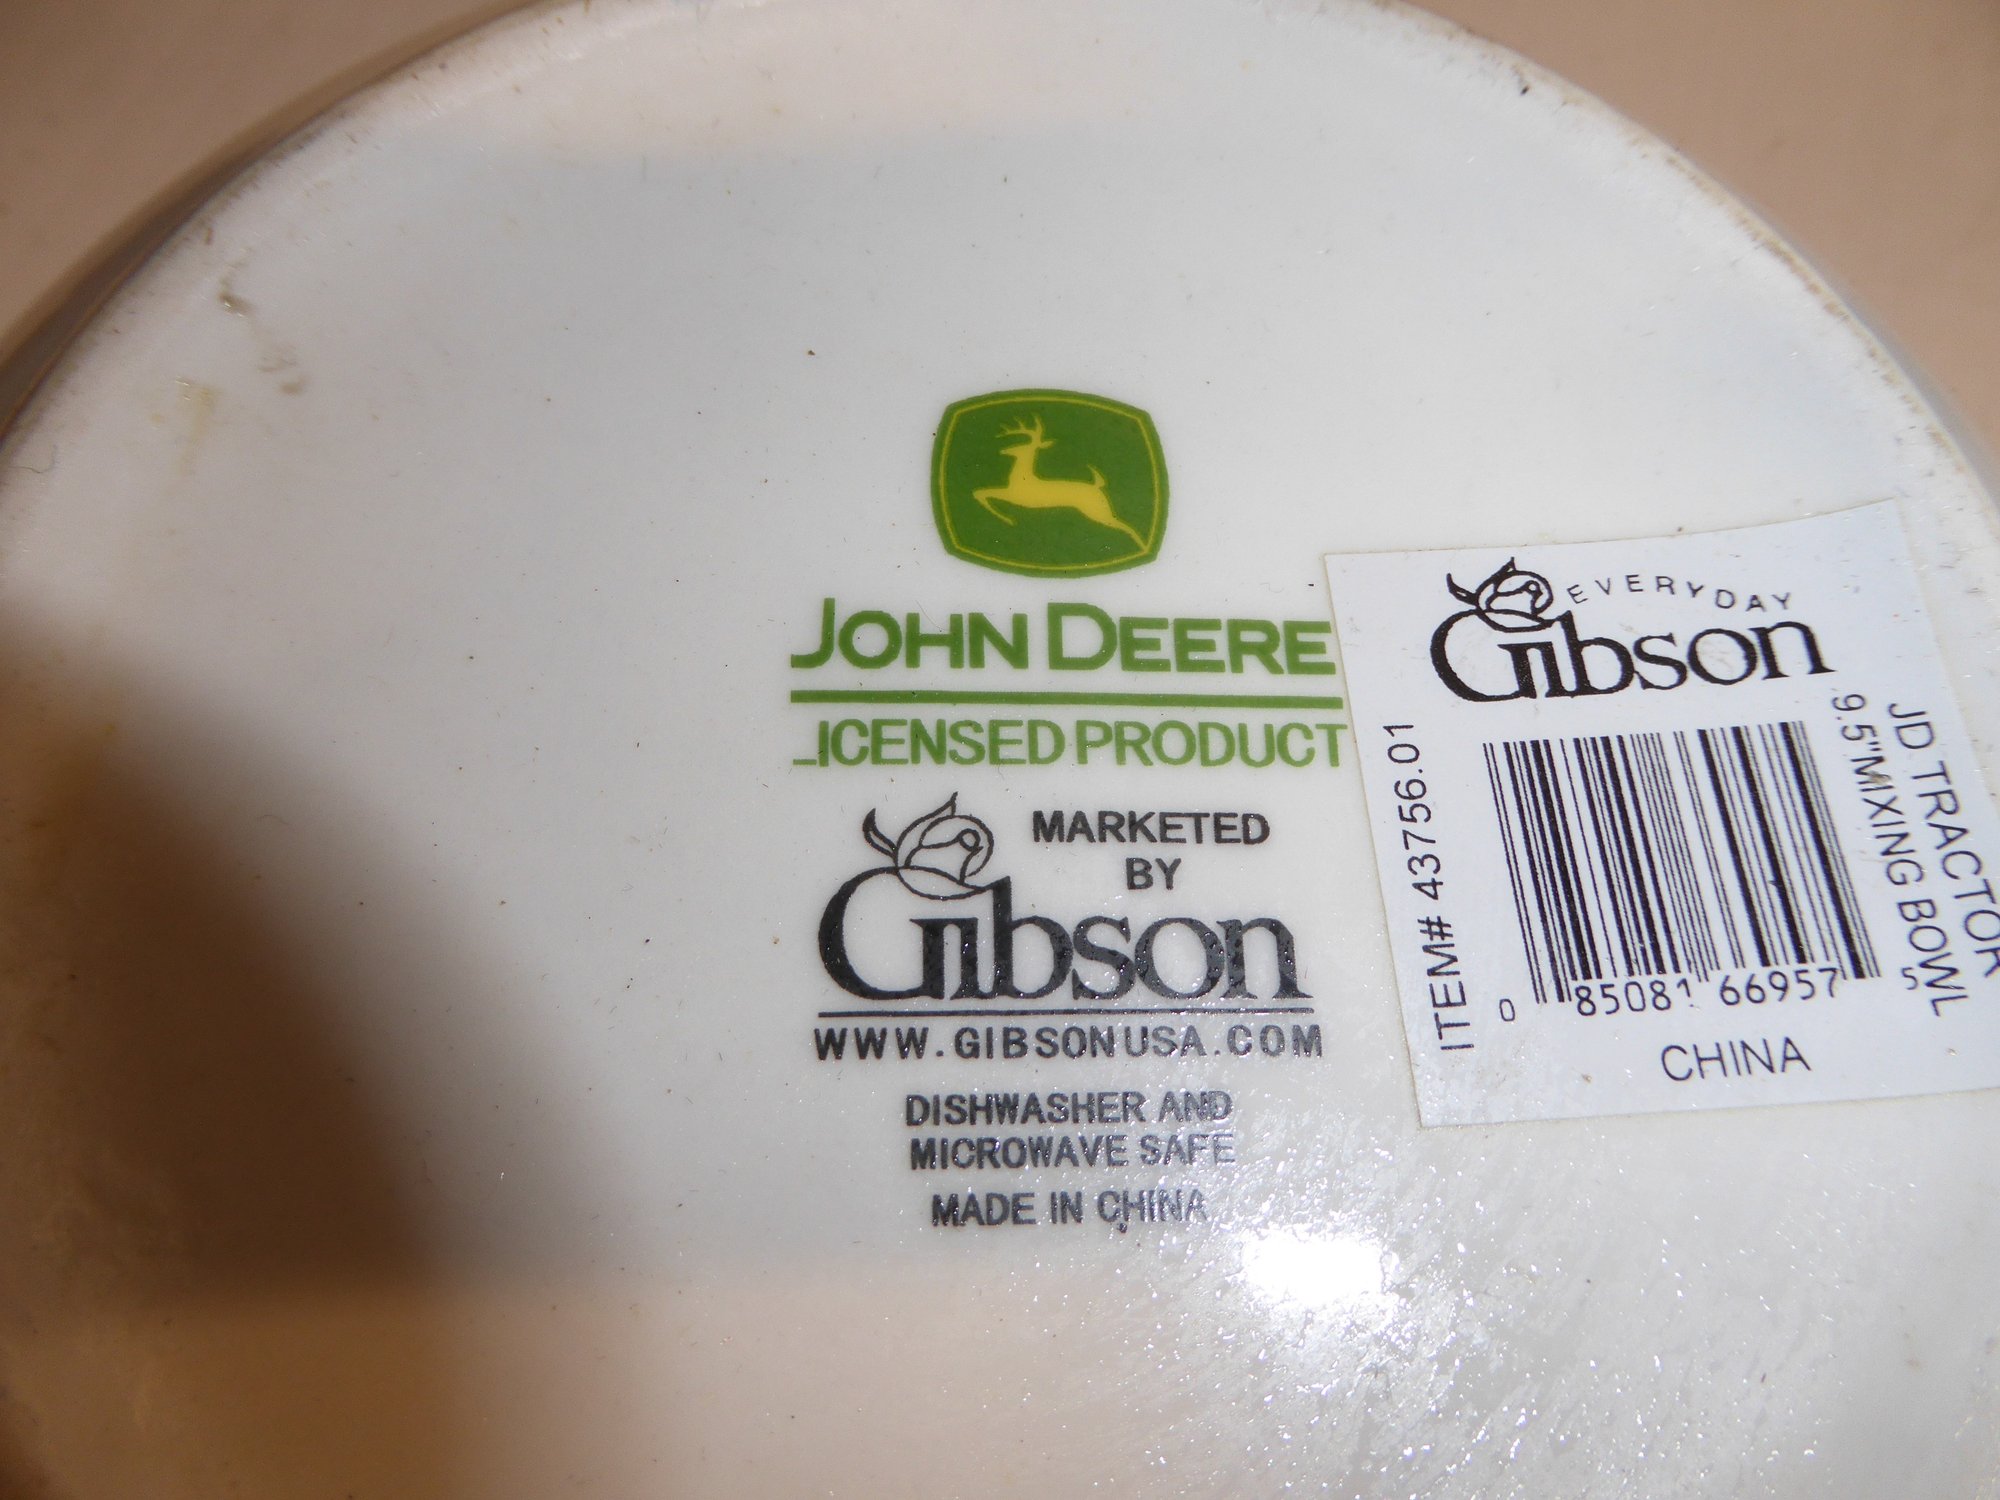 JOHN DEERE
LICENSED PRODUCT
MARKETED
BY
Gibson
WWW.GIBSONUSA.COM
DISHWASHER AND
MICROWAVE SAFE
MADE IN CHINA
EVERYDAY
Gibson
ITEM# 43756.01
JD TRACTOR
9.5"MIXING BOWL
0 85081 66957 5
CHINA